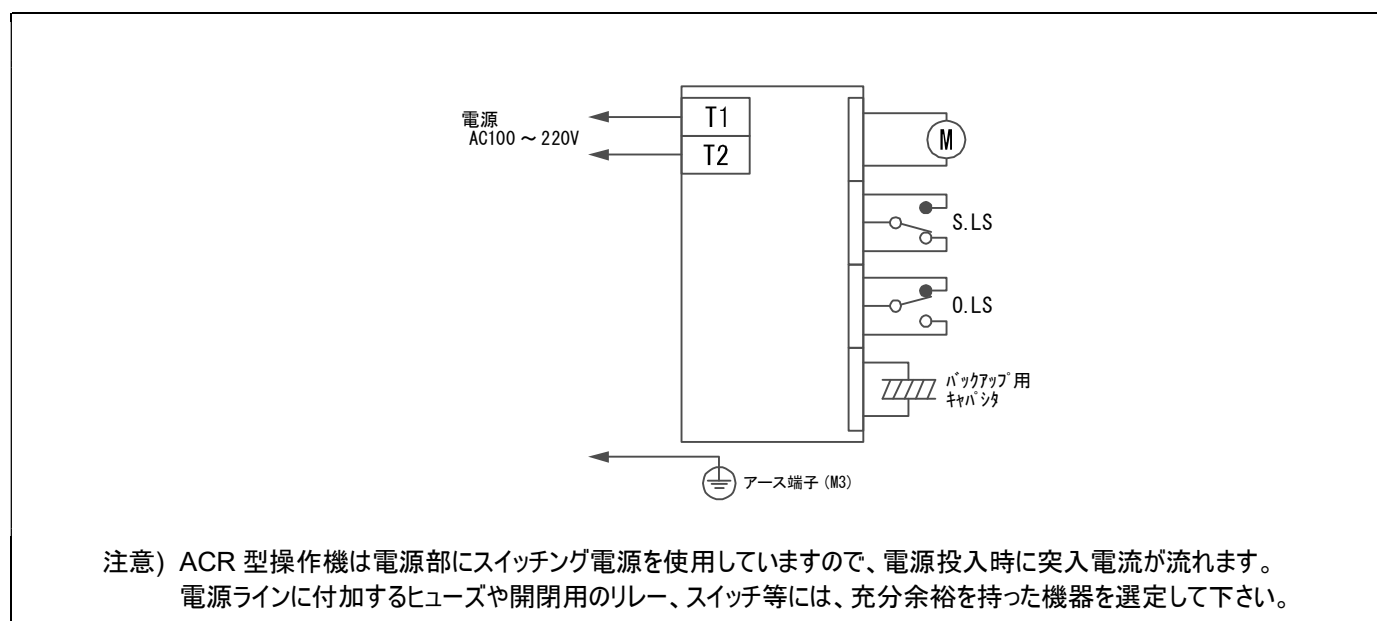 電源
AC100 ～ 220V
T1
T2
M
S.LS
O.LS
ﾊﾞｯｸｱｯﾌﾟ用
ｷｬﾊﾟｼﾀ
アース端子 (M3)
注意) ACR 型操作機は電源部にスイッチング電源を使用していますので、電源投入時に突入電流が流れます。
電源ラインに付加するヒューズや開閉用のリレー、スイッチ等には、充分余裕を持った機器を選定して下さい。